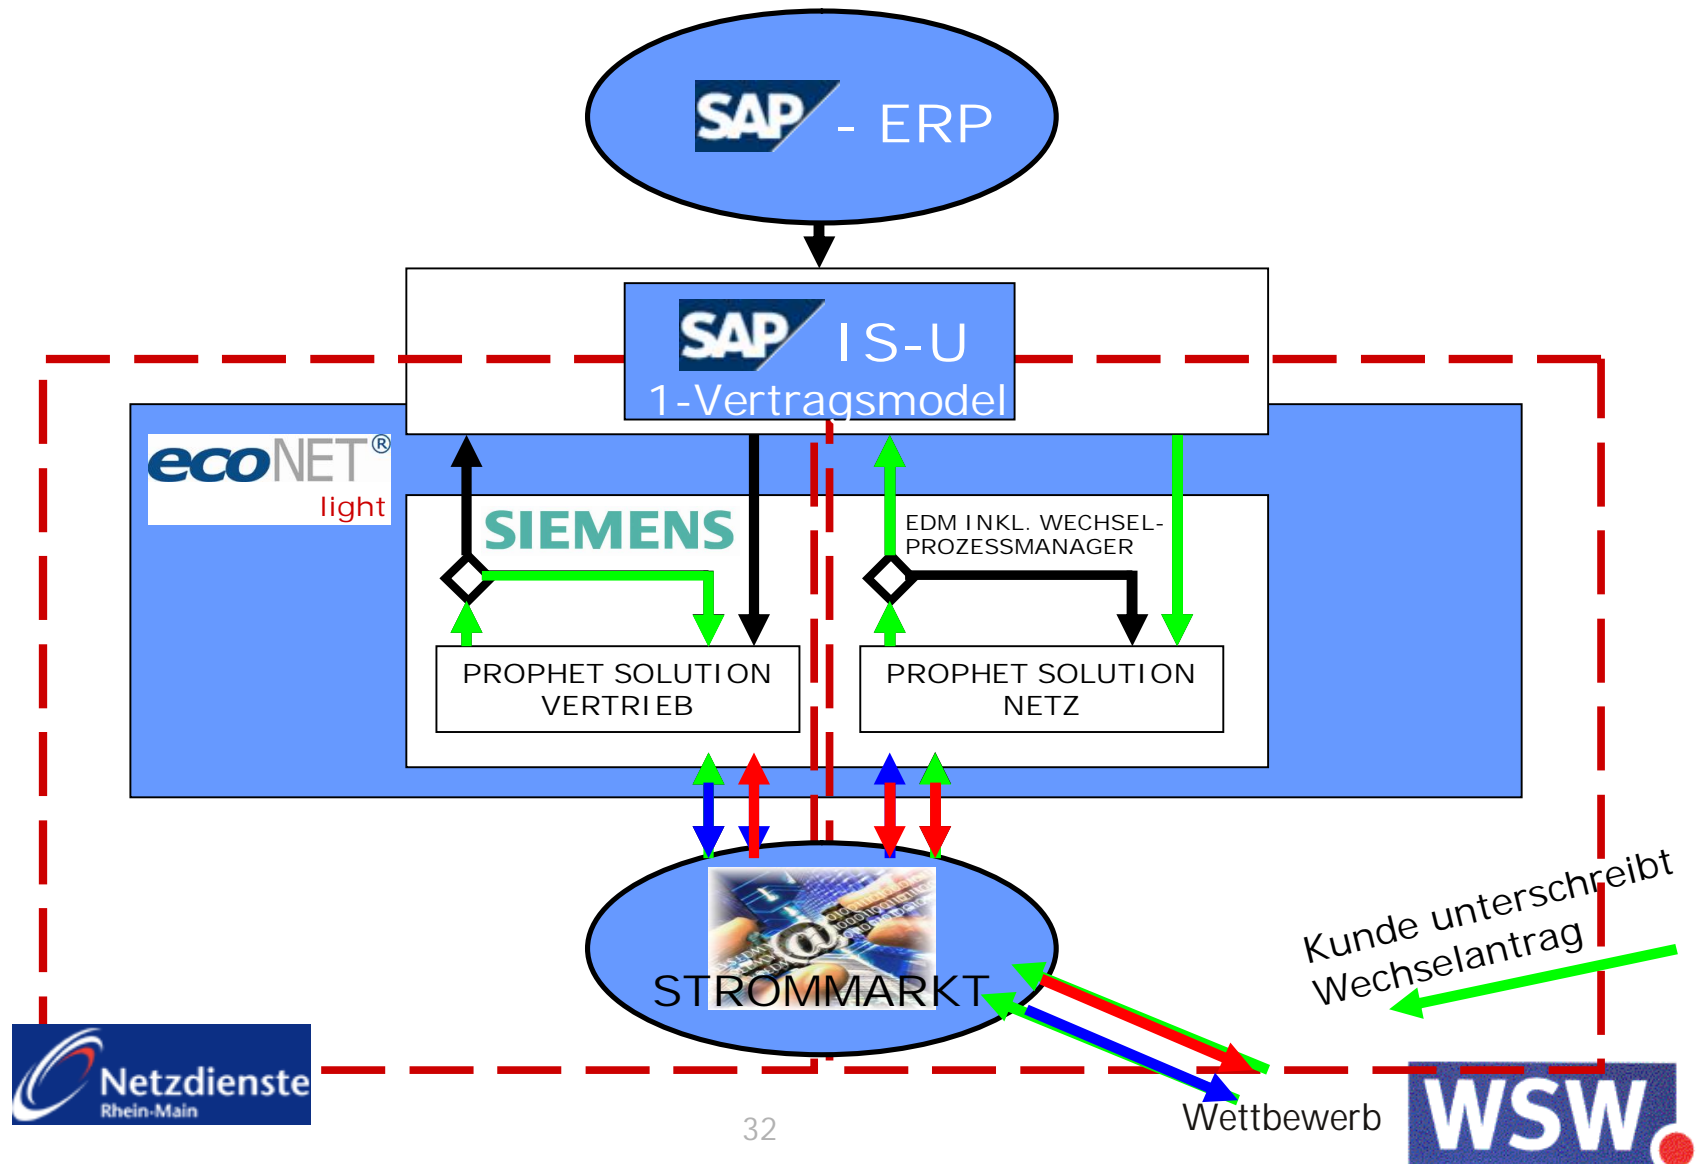 SAP - ERP
SAP IS-U
1-Vertragsmodel
ecoNET®
light
SIEMENS
EDM INKL. WECHSEL-
PROZESSMANAGER
PROPHET SOLUTION
VERTRIEB
PROPHET SOLUTION
NETZ
STROMMARKT
Kunde unterschreibt
Wechselantrag
Netzdienste
Rhein-Main
Wettbewerb
WSW
32